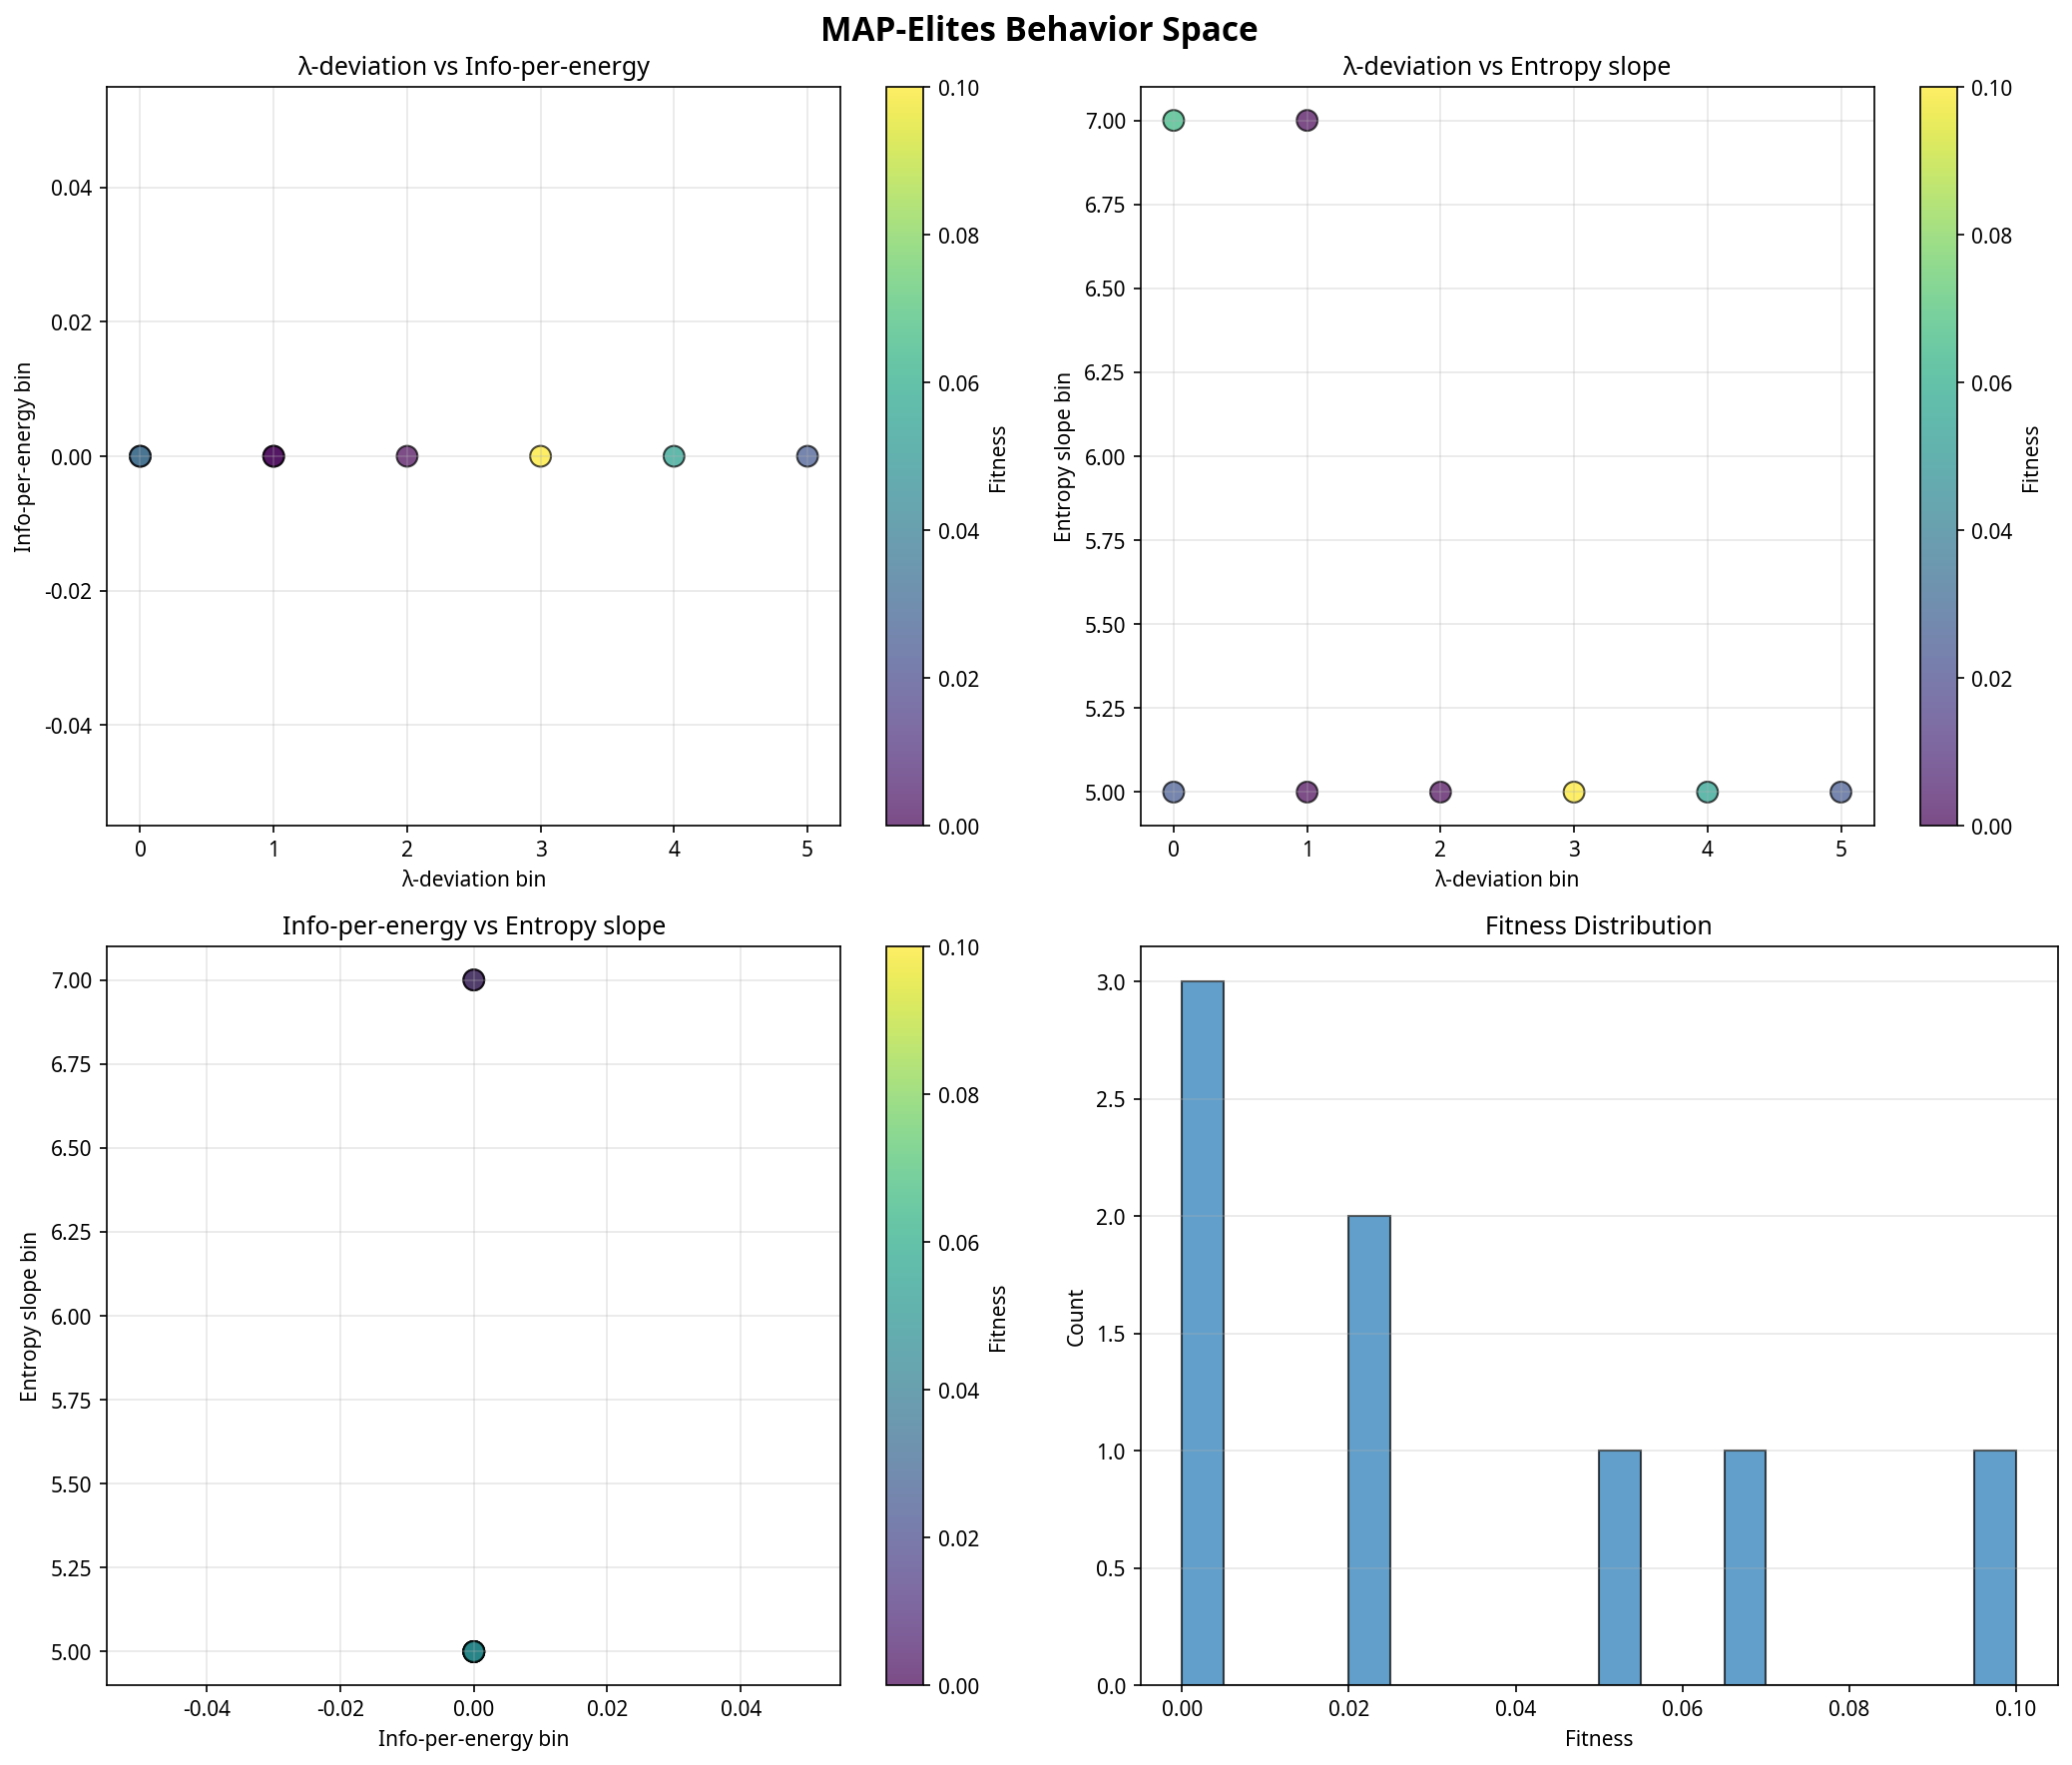 MAP-Elites Behavior Space
λ-deviation vs Info-per-energy
0.04
0.02
0.00
-0.02
-0.04
Info-per-energy bin
0 1 2 3 4 5
λ-deviation bin
0.10
0.08
0.06
0.04
0.02
0.00
Fitness
λ-deviation vs Entropy slope
7.00
6.75
6.50
6.25
6.00
5.75
5.50
5.25
5.00
Entropy slope bin
0 1 2 3 4 5
λ-deviation bin
0.10
0.08
0.06
0.04
0.02
0.00
Fitness
Info-per-energy vs Entropy slope
7.00
6.75
6.50
6.25
6.00
5.75
5.50
5.25
5.00
Entropy slope bin
-0.04 -0.02 0.00 0.02 0.04
Info-per-energy bin
0.10
0.08
0.06
0.04
0.02
0.00
Fitness
Fitness Distribution
3.0
2.5
2.0
1.5
1.0
0.5
0.0
Count
0.00 0.02 0.04 0.06 0.08 0.10
Fitness